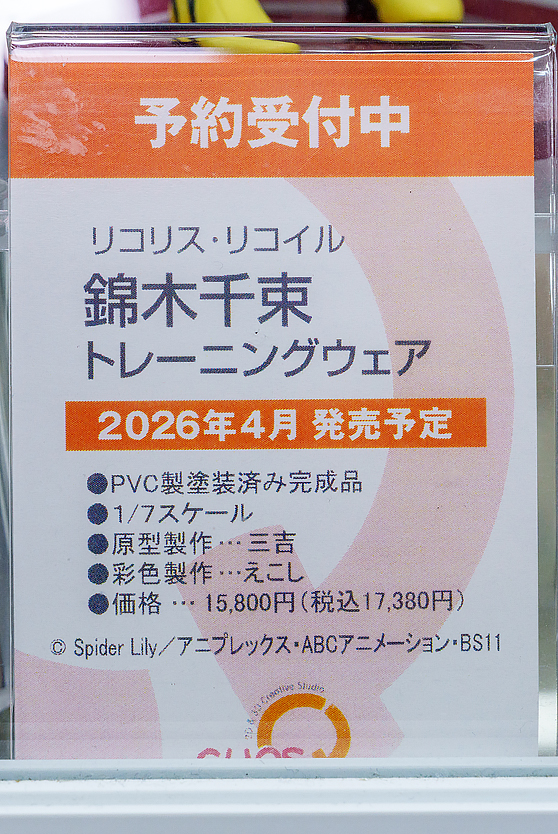 予約受付中
リコリス・リコイル
錦木千束
トレーニングウェア
2026年4月 発売予定
●PVC製塗装済み完成品
●1/7スケール
●原型製作…三吉
●彩色製作…えこし
●価格 … 15,800円（税込17,380円）
© Spider Lily／アニプレックス・ABCアニメーション・BS11
2D & 3D Creative Studio